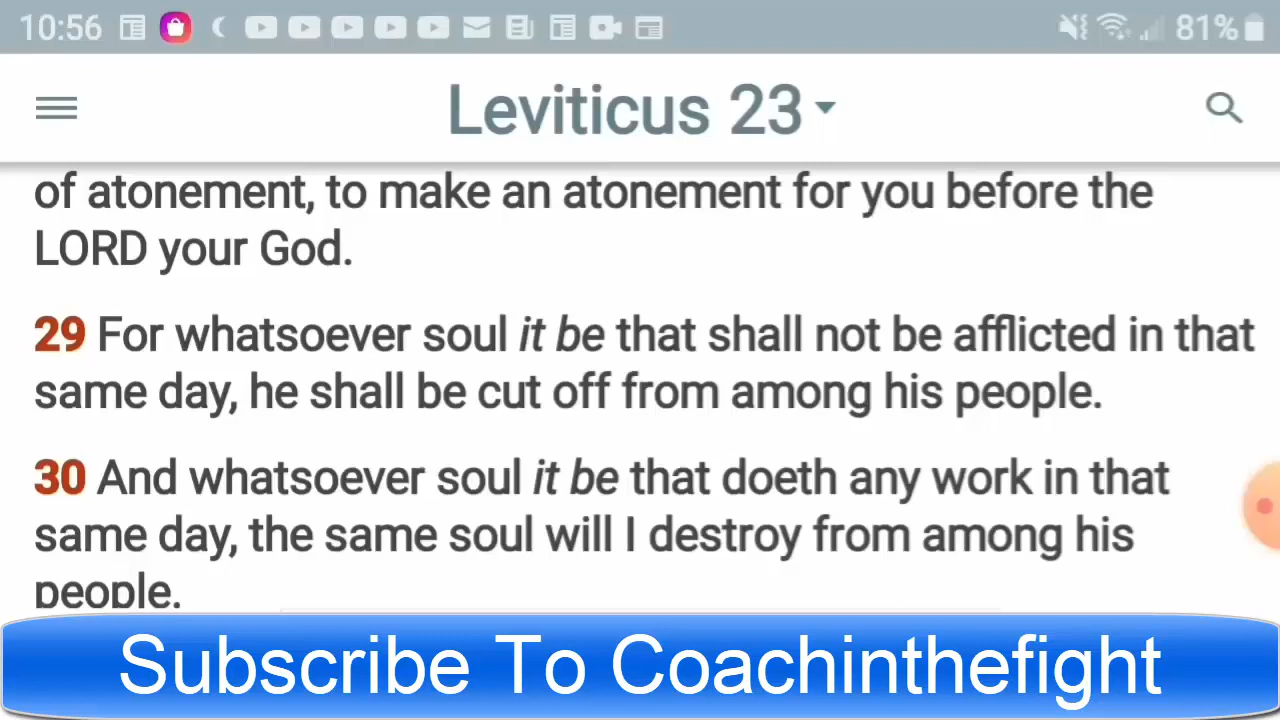 10:56 81%
Leviticus 23
of atonement, to make an atonement for you before the
LORD your God.
29 For whatsoever soul it be that shall not be afflicted in that
same day, he shall be cut off from among his people.
30 And whatsoever soul it be that doeth any work in that
same day, the same soul will I destroy from among his
people.
Subscribe To Coachinthefight